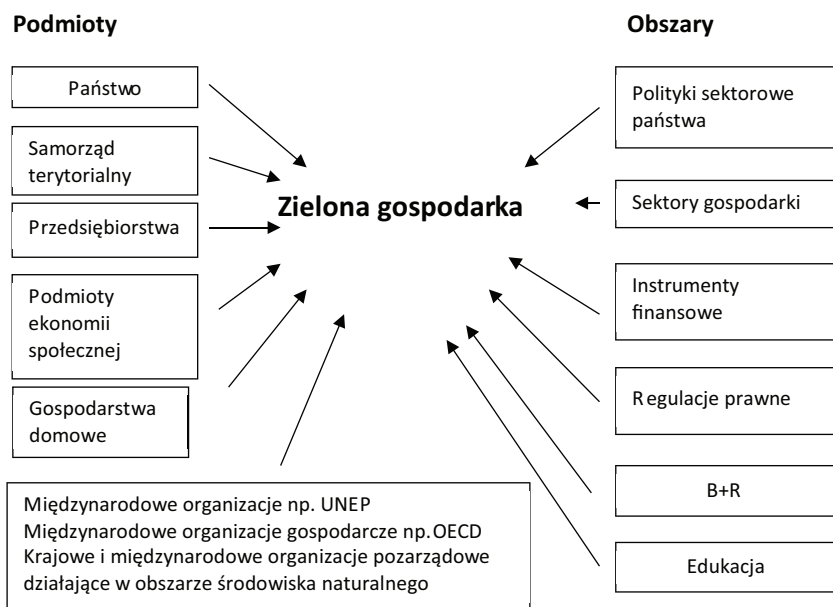 Podmioty
Państwo
Samorząd
terytorialny
Przedsiębiorstwa
Podmioty
ekonomii
społecznej
Gospodarstwa
domowe
Międzynarodowe organizacje np. UNEP
Międzynarodowe organizacje gospodarcze np.OECD
Krajowe i międzynarodowe organizacje pozarządowe
działające w obszarze środowiska naturalnego
Zielona gospodarka
Obszary
Polityki sektorowe
państwa
Sektory gospodarki
Instrumenty
finansowe
Regulacje prawne
B+R
Edukacja